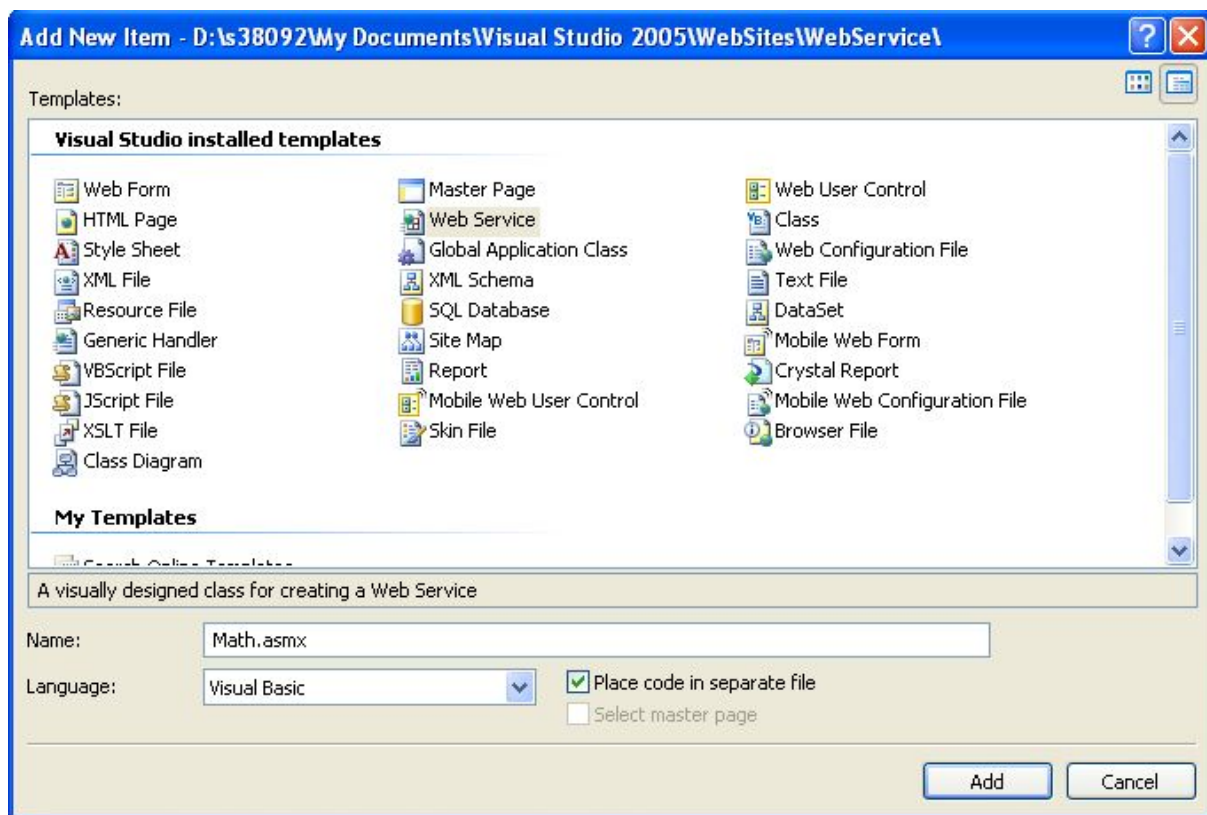 Add New Item - D:\s38092\My Documents\Visual Studio 2005\WebSites\WebService\
Templates:
Visual Studio installed templates
Web Form Master Page Web User Control
HTML Page Web Service Class
Style Sheet Global Application Class Web Configuration File
XML File XML Schema Text File
Resource File SQL Database DataSet
Generic Handler Site Map Mobile Web Form
VBScript File Report Crystal Report
JScript File Mobile Web User Control Mobile Web Configuration File
XSLT File Skin File Browser File
Class Diagram
My Templates
Search Online Templates
A visually designed class for creating a Web Service
Name: Math.asmx
Language: Visual Basic Place code in separate file
Select master page
Add Cancel